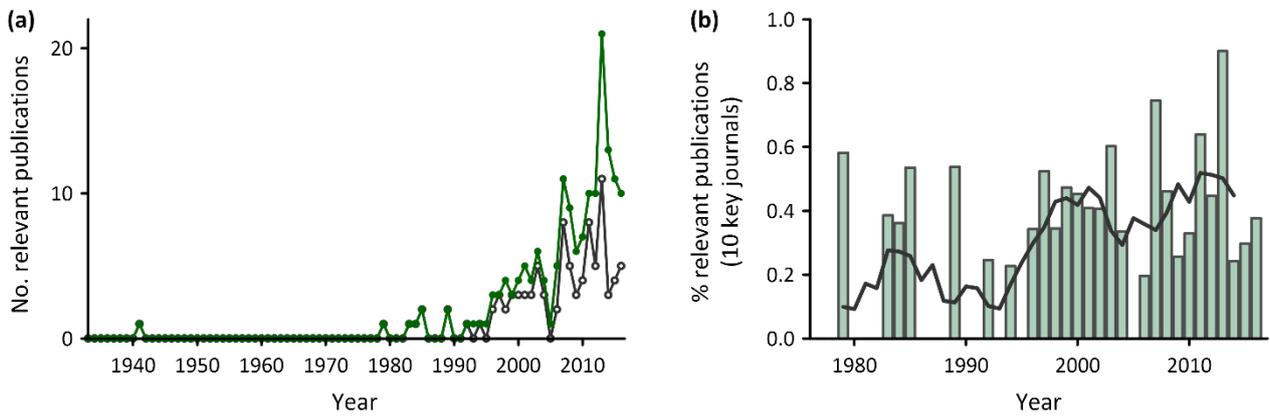 (a)
No. relevant publications
20
10
0
1940 1950 1960 1970 1980 1990 2000 2010
Year
(b)
% relevant publications
(10 key journals)
1.0
0.8
0.6
0.4
0.2
0.0
1980 1990 2000 2010
Year